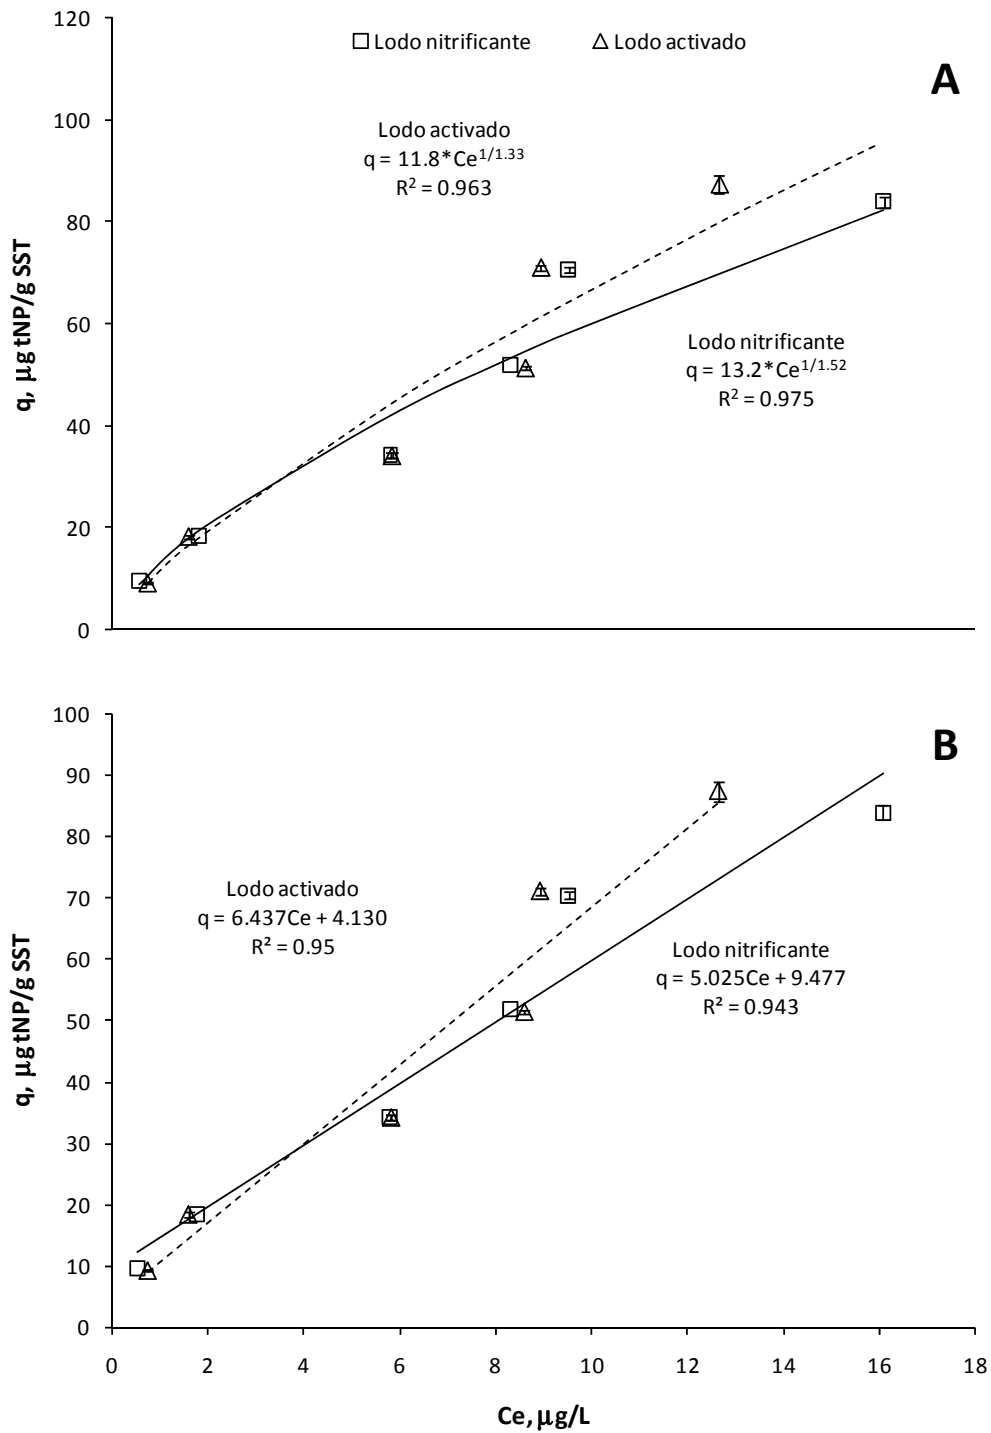 120
Lodo nitrificante
Lodo activado
A
100
Lodo activado
q = 11.8*Ce^1/1.33
R² = 0.963
80
60
Lodo nitrificante
q = 13.2*Ce^1/1.52
R² = 0.975
40
20
0
q, µg tNP/g SST
100
B
90
80
70
Lodo activado
q = 6.437Ce + 4.130
R² = 0.95
60
Lodo nitrificante
q = 5.025Ce + 9.477
R² = 0.943
50
40
30
20
10
0
q, µg tNP/g SST
0 2 4 6 8 10 12 14 16 18
Ce, µg/L